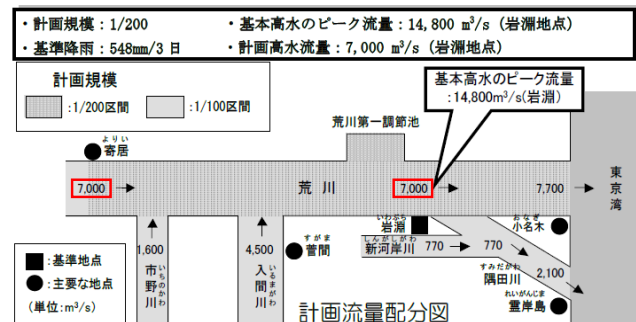 ・計画規模：1/200　・基本高水のピーク流量：14,800 m³/s（岩淵地点）
・基準降雨：548mm/3 日　・計画高水流量：7,000 m³/s（岩淵地点）
計画規模
:1/200区間　:1/100区間
基本高水のピーク流量
:14,800m³/s(岩淵)
荒川第一調節池
よりい
寄居
7,000
荒 川
7,000
7,700
東京湾
いわぶち
岩淵
おなぎ
小名木
1,600
いちのかわ
市野川
4,500
いるまがわ
入間川
すがま
菅間
しんがしがわ
新河岸川
770
770
すみだがわ
隅田川
2,100
れいがんじま
霊岸島
:基準地点
:主要な地点
(単位:m³/s)
計画流量配分図